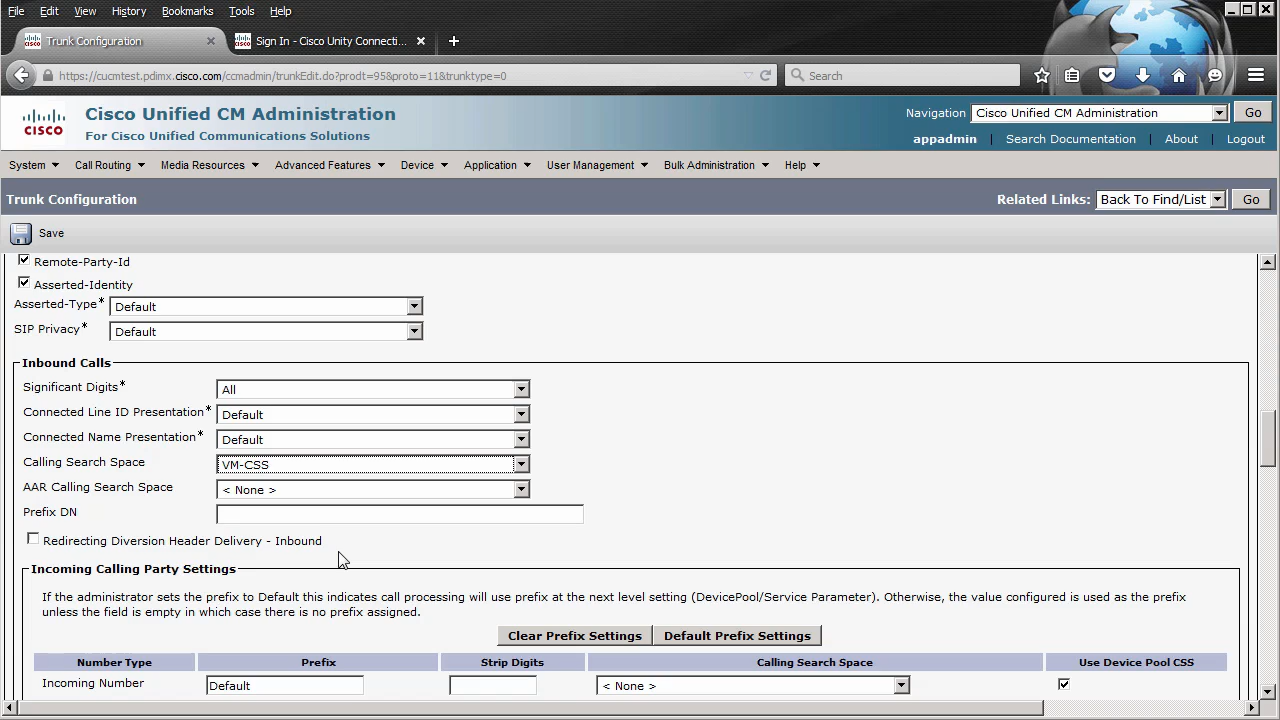 File Edit View History Bookmarks Tools Help
Trunk Configuration × Sign In - Cisco Unity Connecti... × +
https://cucmtest.pdimx.cisco.com/ccmadmin/trunkEdit.do?prodt=95&proto=11&trunktype=0 Search
CISCO
Cisco Unified CM Administration
For Cisco Unified Communications Solutions
Navigation Cisco Unified CM Administration Go
appadmin | Search Documentation | About | Logout
System Call Routing Media Resources Advanced Features Device Application User Management Bulk Administration Help
Trunk Configuration Related Links: Back To Find/List Go
Save
Remote-Party-Id
Asserted-Identity
Asserted-Type* Default
SIP Privacy* Default
Inbound Calls
Significant Digits* All
Connected Line ID Presentation* Default
Connected Name Presentation* Default
Calling Search Space VM-CSS
AAR Calling Search Space < None >
Prefix DN
Redirecting Diversion Header Delivery - Inbound
Incoming Calling Party Settings
If the administrator sets the prefix to Default this indicates call processing will use prefix at the next level setting (DevicePool/Service Parameter). Otherwise, the value configured is used as the prefix
unless the field is empty in which case there is no prefix assigned.
Clear Prefix Settings Default Prefix Settings
Number Type Prefix Strip Digits Calling Search Space Use Device Pool CSS
Incoming Number Default < None >